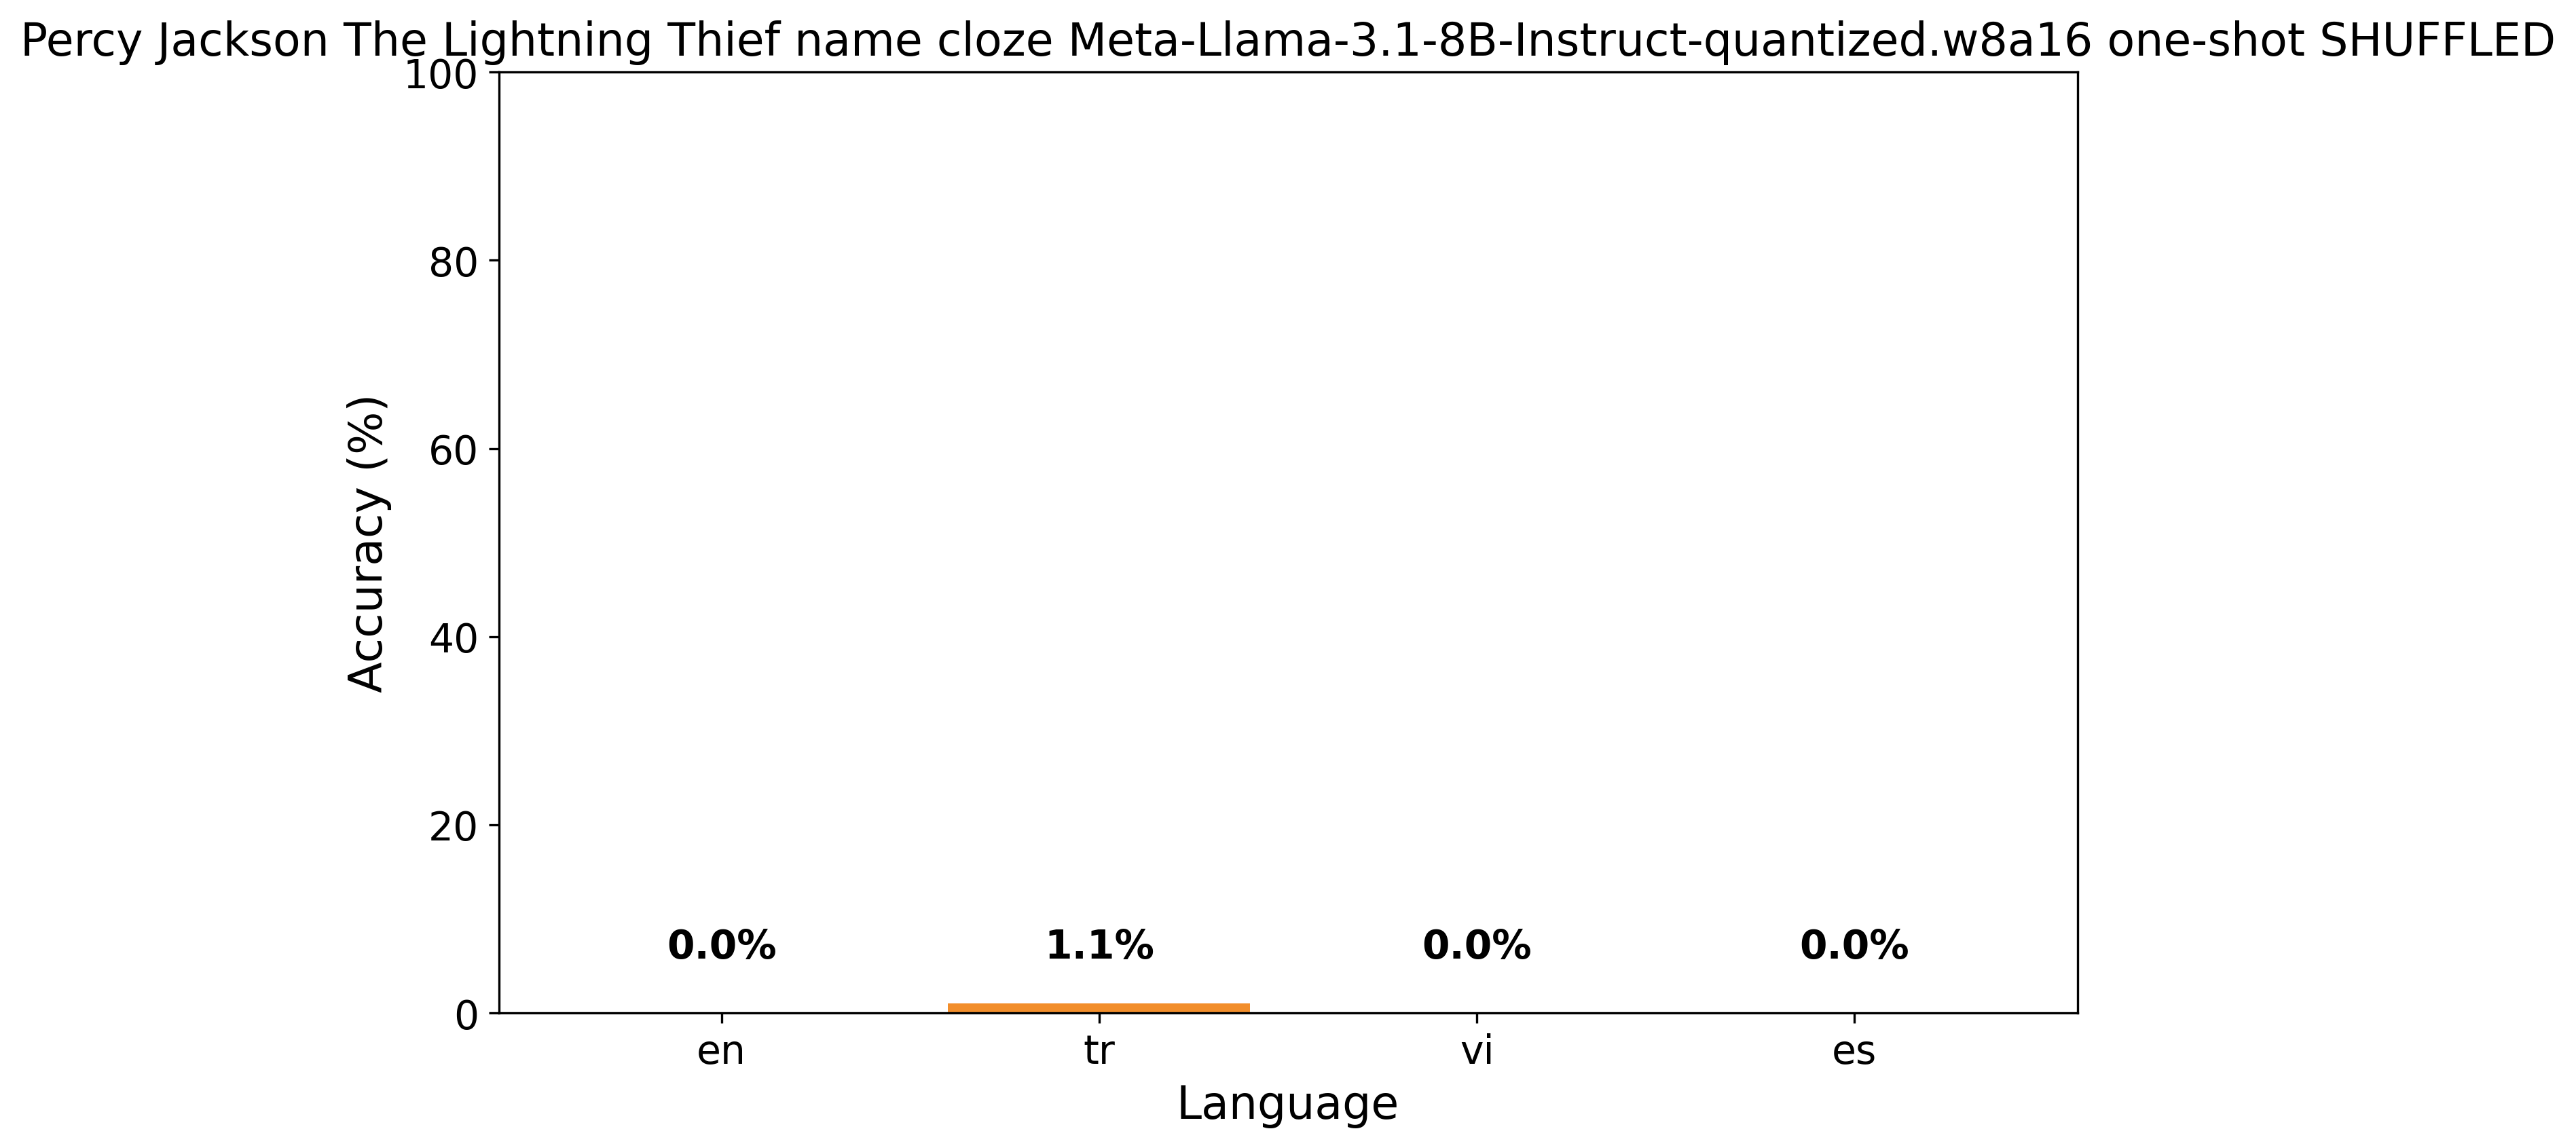 Percy Jackson The Lightning Thief name cloze Meta-Llama-3.1-8B-Instruct-quantized.w8a16 one-shot SHUFFLED
100
80
60
40
20
0
Accuracy (%)
0.0% 1.1% 0.0% 0.0%
en tr vi es
Language